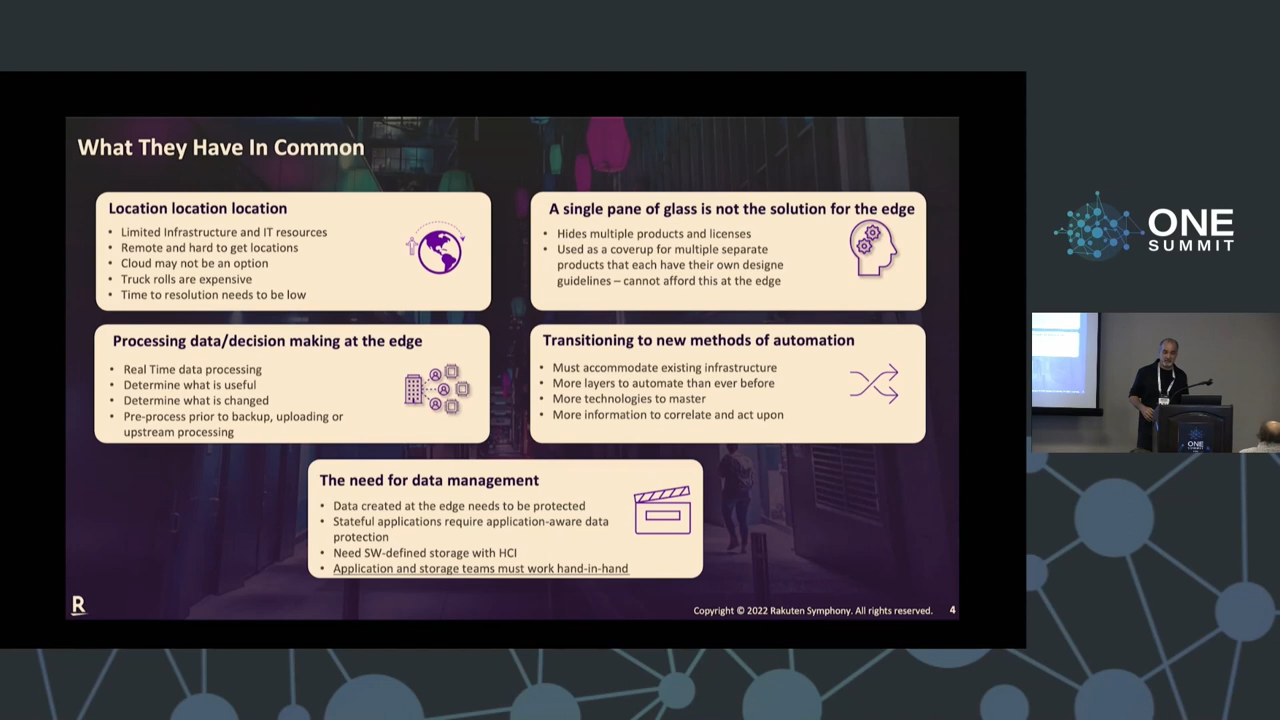 What They Have In Common
Location location location
• Limited Infrastructure and IT resources
• Remote and hard to get locations
• Cloud may not be an option
• Truck rolls are expensive
• Time to resolution needs to be low
A single pane of glass is not the solution for the edge
• Hides multiple products and licenses
• Used as a coverup for multiple separate
products that each have their own designe
guidelines – cannot afford this at the edge
Processing data/decision making at the edge
• Real Time data processing
• Determine what is useful
• Determine what is changed
• Pre-process prior to backup, uploading or
upstream processing
Transitioning to new methods of automation
• Must accommodate existing infrastructure
• More layers to automate than ever before
• More technologies to master
• More information to correlate and act upon
The need for data management
• Data created at the edge needs to be protected
• Stateful applications require application-aware data
protection
• Need SW-defined storage with HCI
• Application and storage teams must work hand-in-hand
R
Copyright © 2022 Rakuten Symphony. All rights reserved. 4
ONE
SUMMIT
ONE
SUMMIT